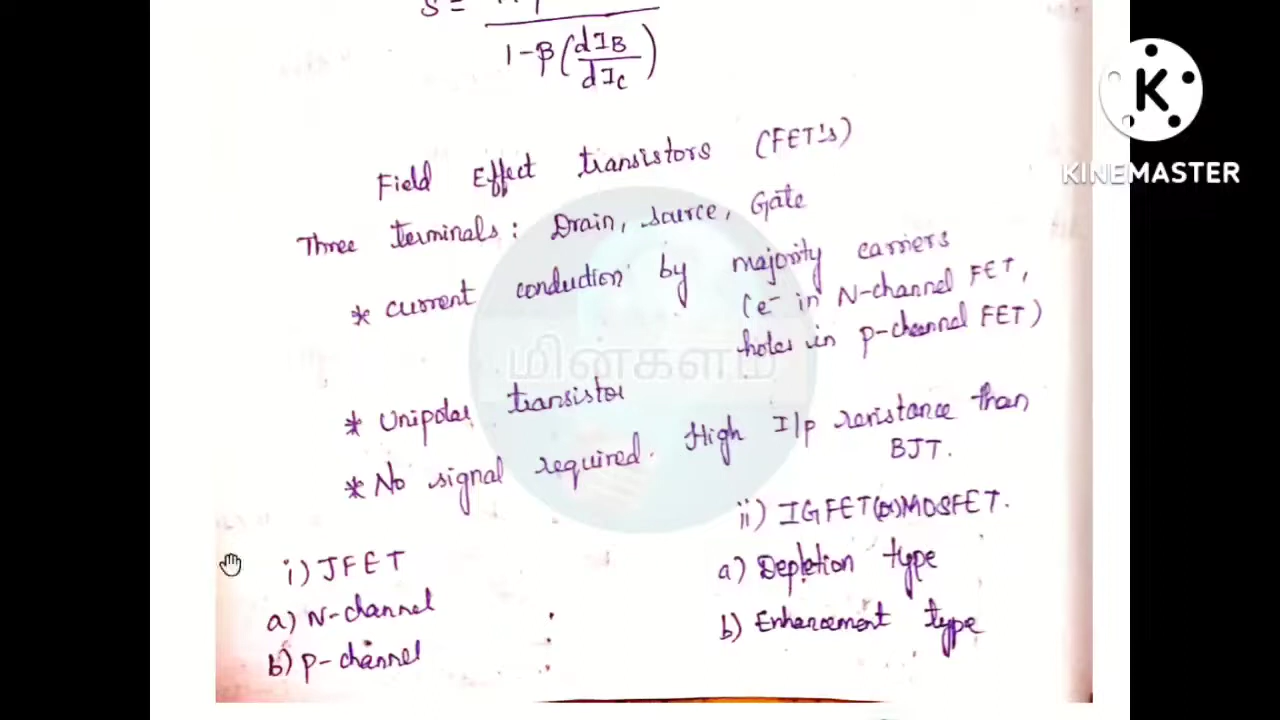 S =
1-β(dIB/dIc)
Field Effect transistors (FET's)
Three terminals: Drain, source, Gate
* current conduction by majority carriers
(e⁻ in N-channel FET,
holes in p-channel FET)
* Unipolar transistor
* No signal required. High I/p resistance than
BJT.
i) JFET
a) N-channel
b) p-channel
ii) IGFET(or)MOSFET.
a) Depletion type
b) Enhancement type
மின்களம்
K
KINEMASTER